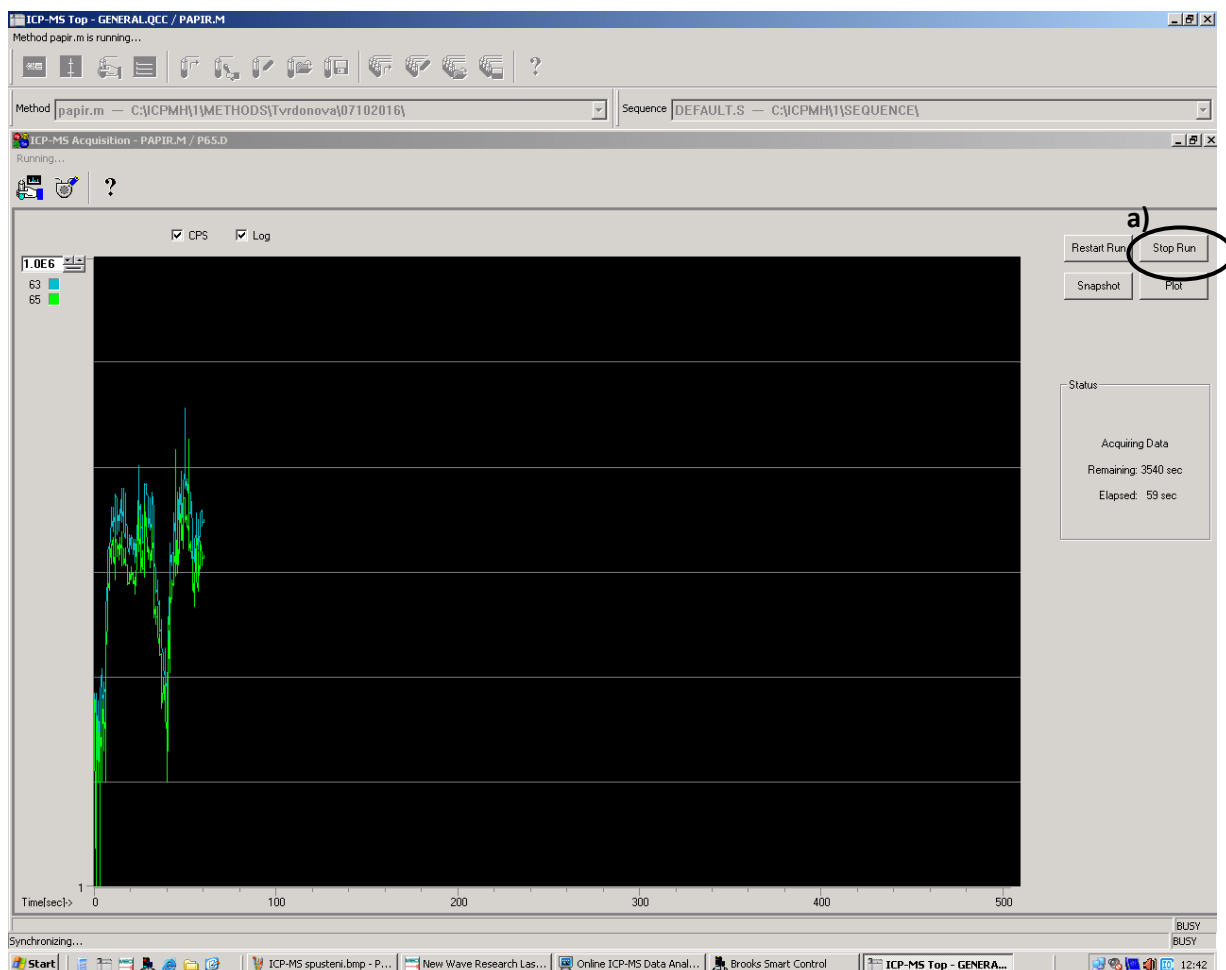 ICP-MS Top - GENERAL.QCC / PAPIR.M
Method papir.m is running...
?
Method papir.m — C:\ICPMH\1\METHODS\Tvrdonova\07102016\ Sequence DEFAULT.S — C:\ICPMH\1\SEQUENCE\
ICP-MS Acquisition - PAPIR.M / P65.D
Running...
?
a)
CPS Log
Restart Run Stop Run
1.0E6
63
65
Snapshot Plot
Status
Acquiring Data
Remaining: 3540 sec
Elapsed: 59 sec
1
Time[sec]-> 0 100 200 300 400 500
BUSY
Synchronizing... BUSY
Start ICP-MS spusteni.bmp - P... New Wave Research Las... Online ICP-MS Data Anal... Brooks Smart Control ICP-MS Top - GENERA... 12:42